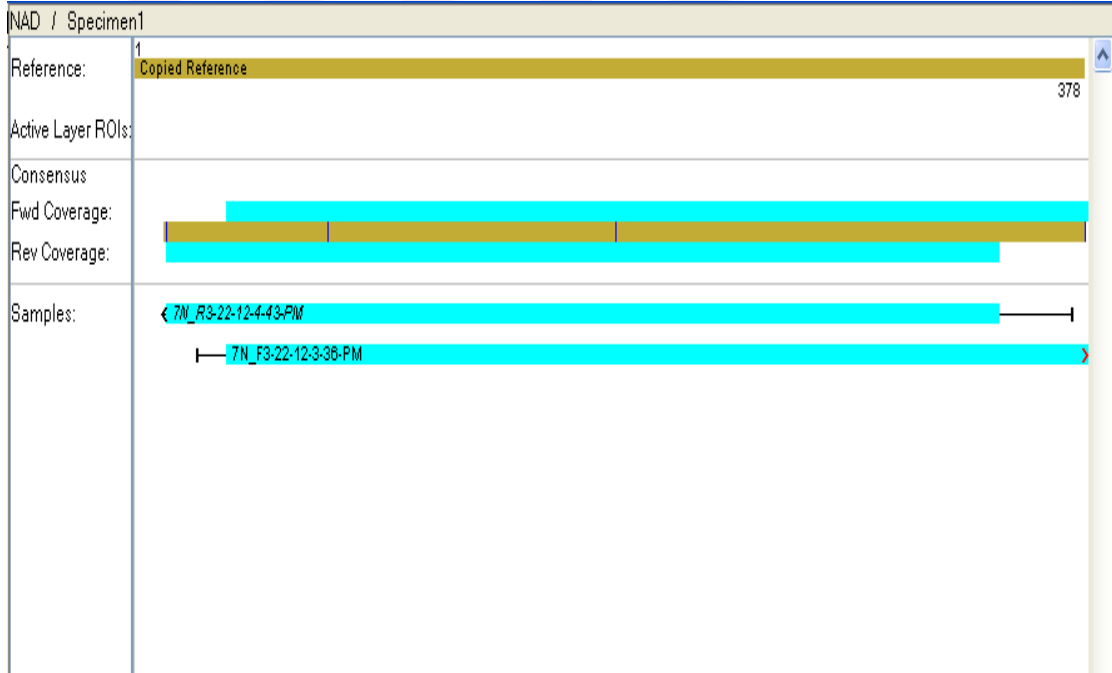 NAD / Specimen1
1
Reference: Copied Reference
378
Active Layer ROIs:
Consensus
Fwd Coverage:
Rev Coverage:
Samples: 7N_R3-22-12-4-43-PM
7N_F3-22-12-3-36-PM